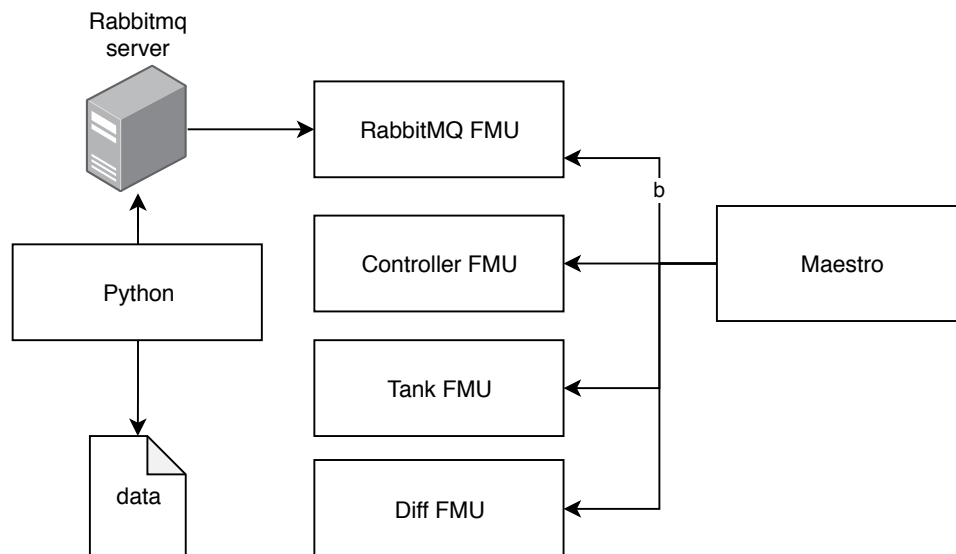 Rabbitmq
server
RabbitMQ FMU
b
Controller FMU
Maestro
Python
Tank FMU
data
Diff FMU